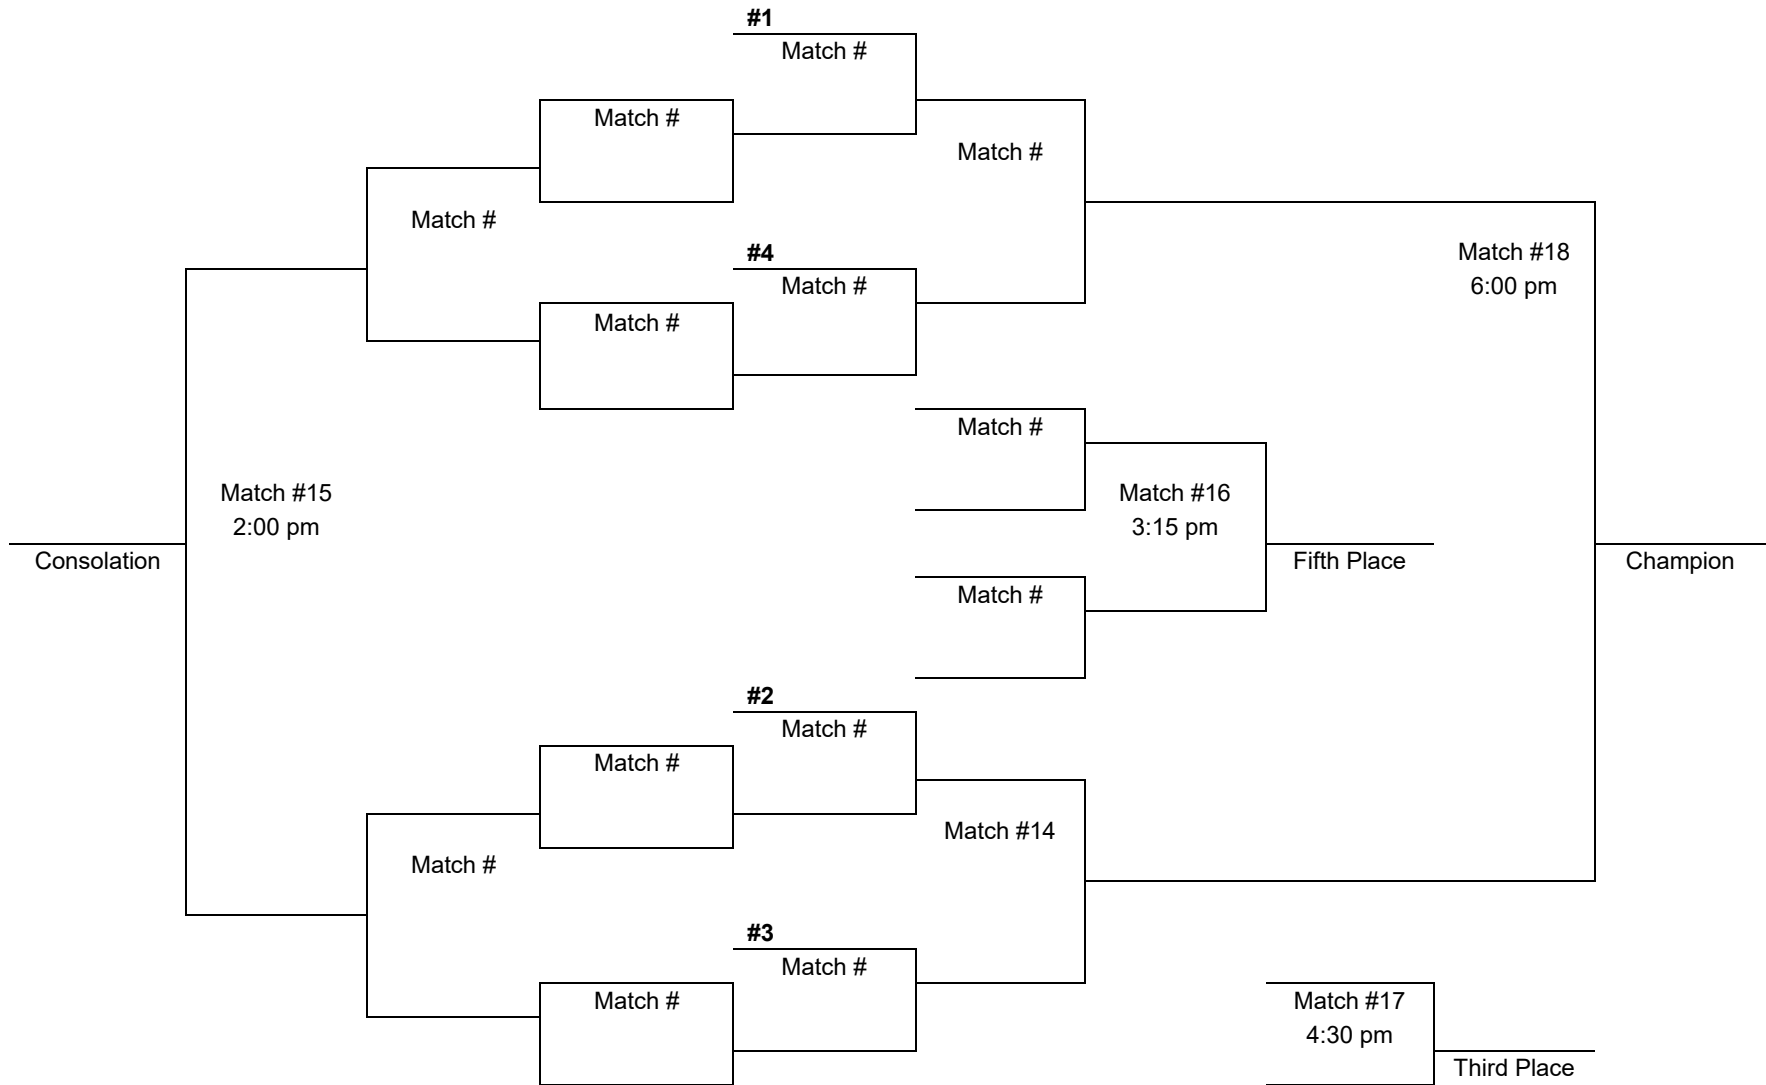 #1
Match #
Match #
Match #
Match #
#4
Match #
Match #
Match #18
6:00 pm
Match #
Match #15
2:00 pm
Match #16
3:15 pm
Consolation
Fifth Place
Champion
Match #
#2
Match #
Match #
Match #14
Match #
#3
Match #
Match #
Match #17
4:30 pm
Third Place